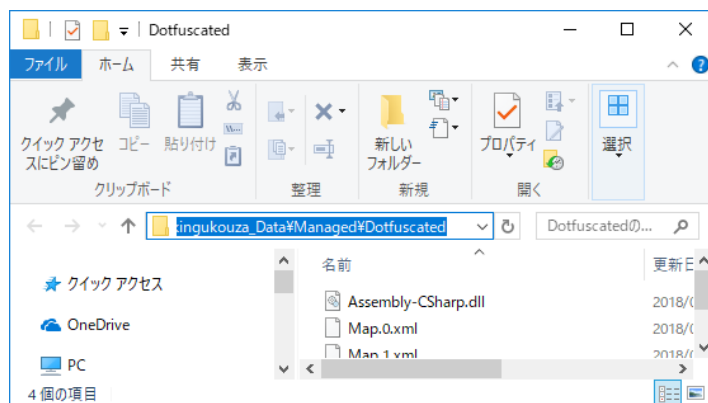 Dotfuscated
ファイル ホーム 共有 表示
クイック アクセスにピン留め
コピー
貼り付け
新しいフォルダー
プロパティ
選択
クリップボード 整理 新規 開く
kingukouza_Data¥Managed¥Dotfuscated
Dotfuscatedの...
クイック アクセス
OneDrive
PC
名前 更新日
Assembly-CSharp.dll 2018/0
Map.0.xml 2018/0
Map.1.xml 2018/0
4 個の項目